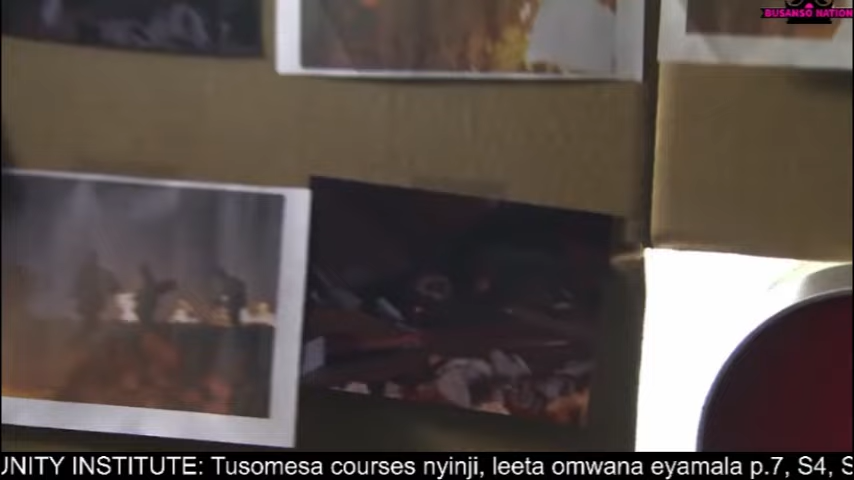 BUSANSO NATION
UNITY INSTITUTE: Tusomesa courses nyinji, leeta omwana eyamala p.7, S4, S